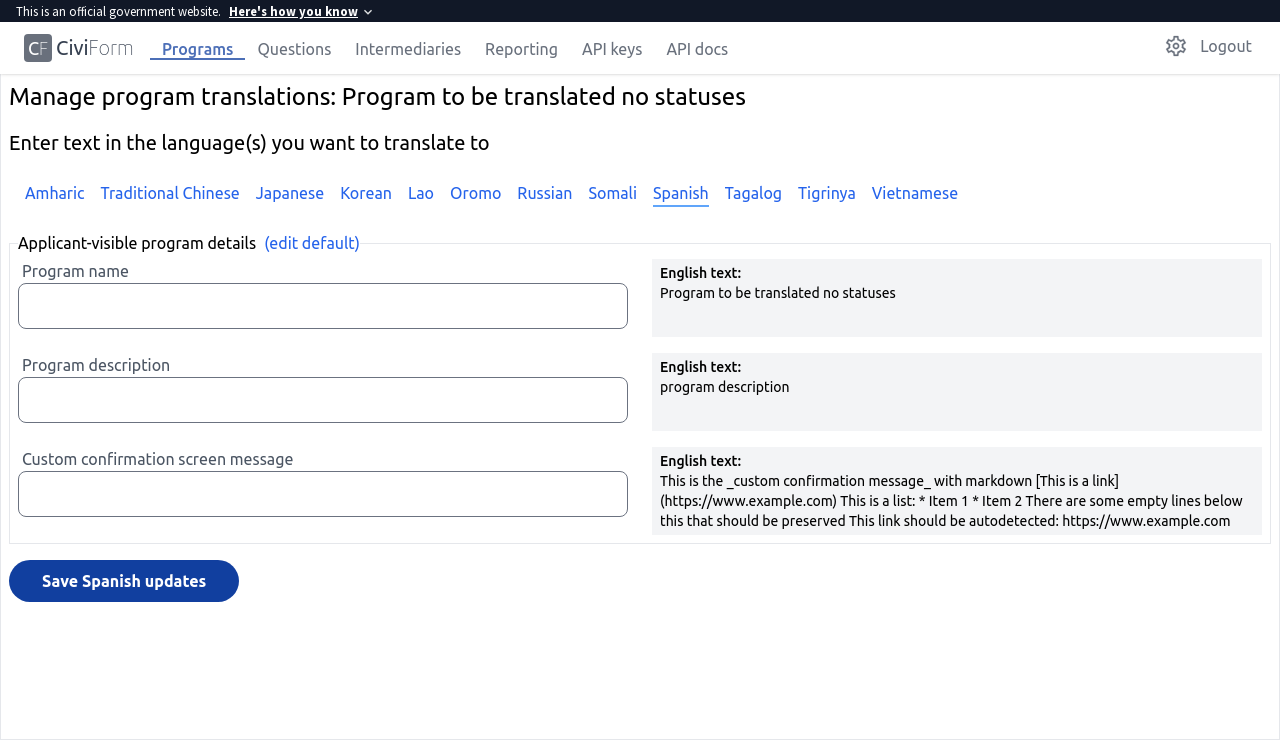 This is an official government website. Here's how you know
CF CiviForm Programs Questions Intermediaries Reporting API keys API docs Logout
Manage program translations: Program to be translated no statuses
Enter text in the language(s) you want to translate to
Amharic Traditional Chinese Japanese Korean Lao Oromo Russian Somali Spanish Tagalog Tigrinya Vietnamese
Applicant-visible program details (edit default)
Program name
English text:
Program to be translated no statuses
Program description
English text:
program description
Custom confirmation screen message
English text:
This is the _custom confirmation message_ with markdown [This is a link]
(https://www.example.com) This is a list: * Item 1 * Item 2 There are some empty lines below
this that should be preserved This link should be autodetected: https://www.example.com
Save Spanish updates